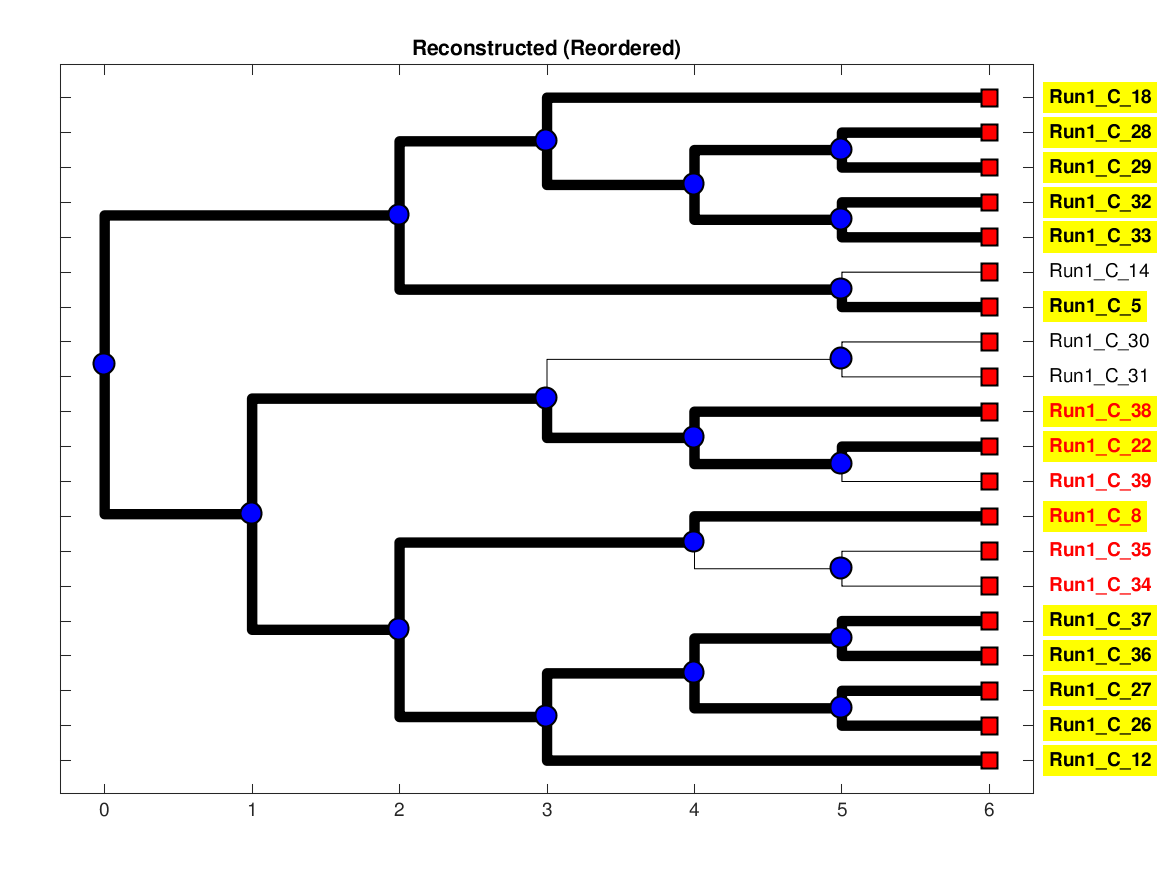 Reconstructed (Reordered)
Run1_C_18
Run1_C_28
Run1_C_29
Run1_C_32
Run1_C_33
Run1_C_14
Run1_C_5
Run1_C_30
Run1_C_31
Run1_C_38
Run1_C_22
Run1_C_39
Run1_C_8
Run1_C_35
Run1_C_34
Run1_C_37
Run1_C_36
Run1_C_27
Run1_C_26
Run1_C_12
0 1 2 3 4 5 6